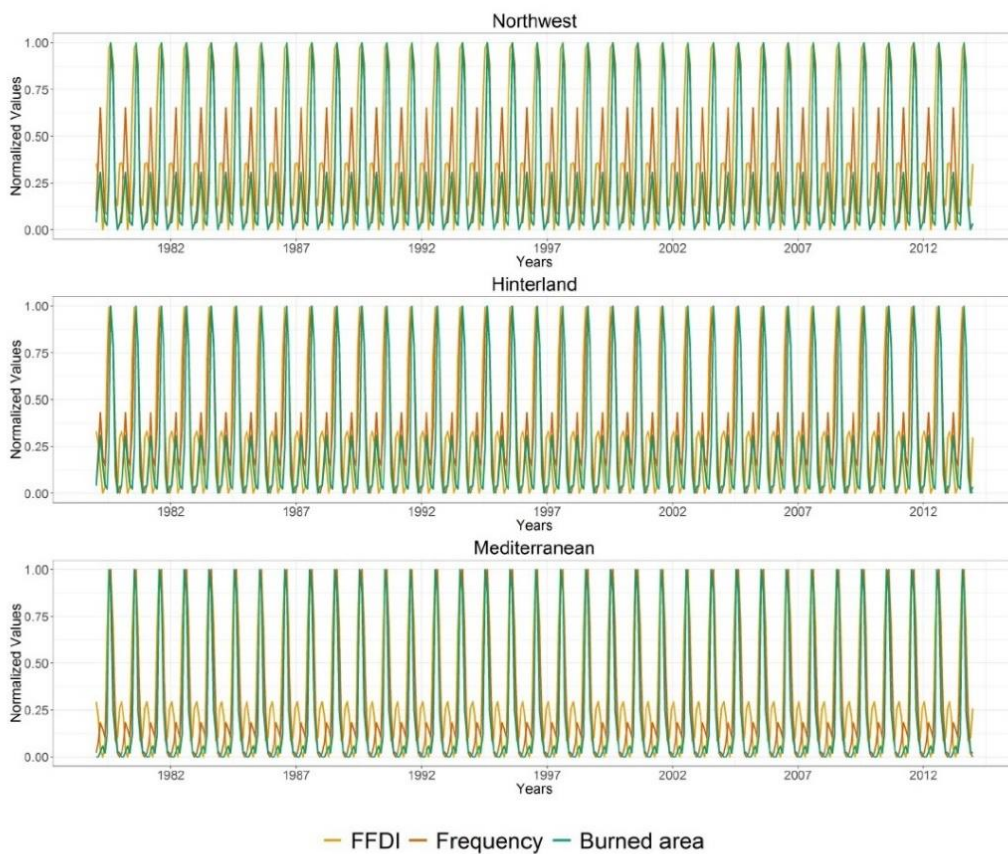 Northwest
Normalized Values
1.00
0.75
0.50
0.25
0.00
1982 1987 1992 1997 2002 2007 2012
Years
Hinterland
Normalized Values
1.00
0.75
0.50
0.25
0.00
1982 1987 1992 1997 2002 2007 2012
Years
Mediterranean
Normalized Values
1.00
0.75
0.50
0.25
0.00
1982 1987 1992 1997 2002 2007 2012
Years
FFDI Frequency Burned area